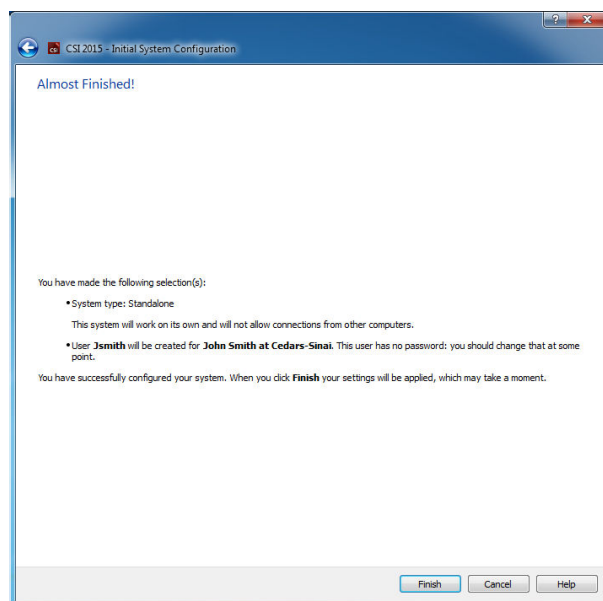 ?
X
CSI CSI 2015 - Initial System Configuration
Almost Finished!
You have made the following selection(s):
•System type: Standalone
This system will work on its own and will not allow connections from other computers.
•User Jsmith will be created for John Smith at Cedars-Sinai. This user has no password: you should change that at some
point.
You have successfully configured your system. When you click Finish your settings will be applied, which may take a moment.
Finish Cancel Help